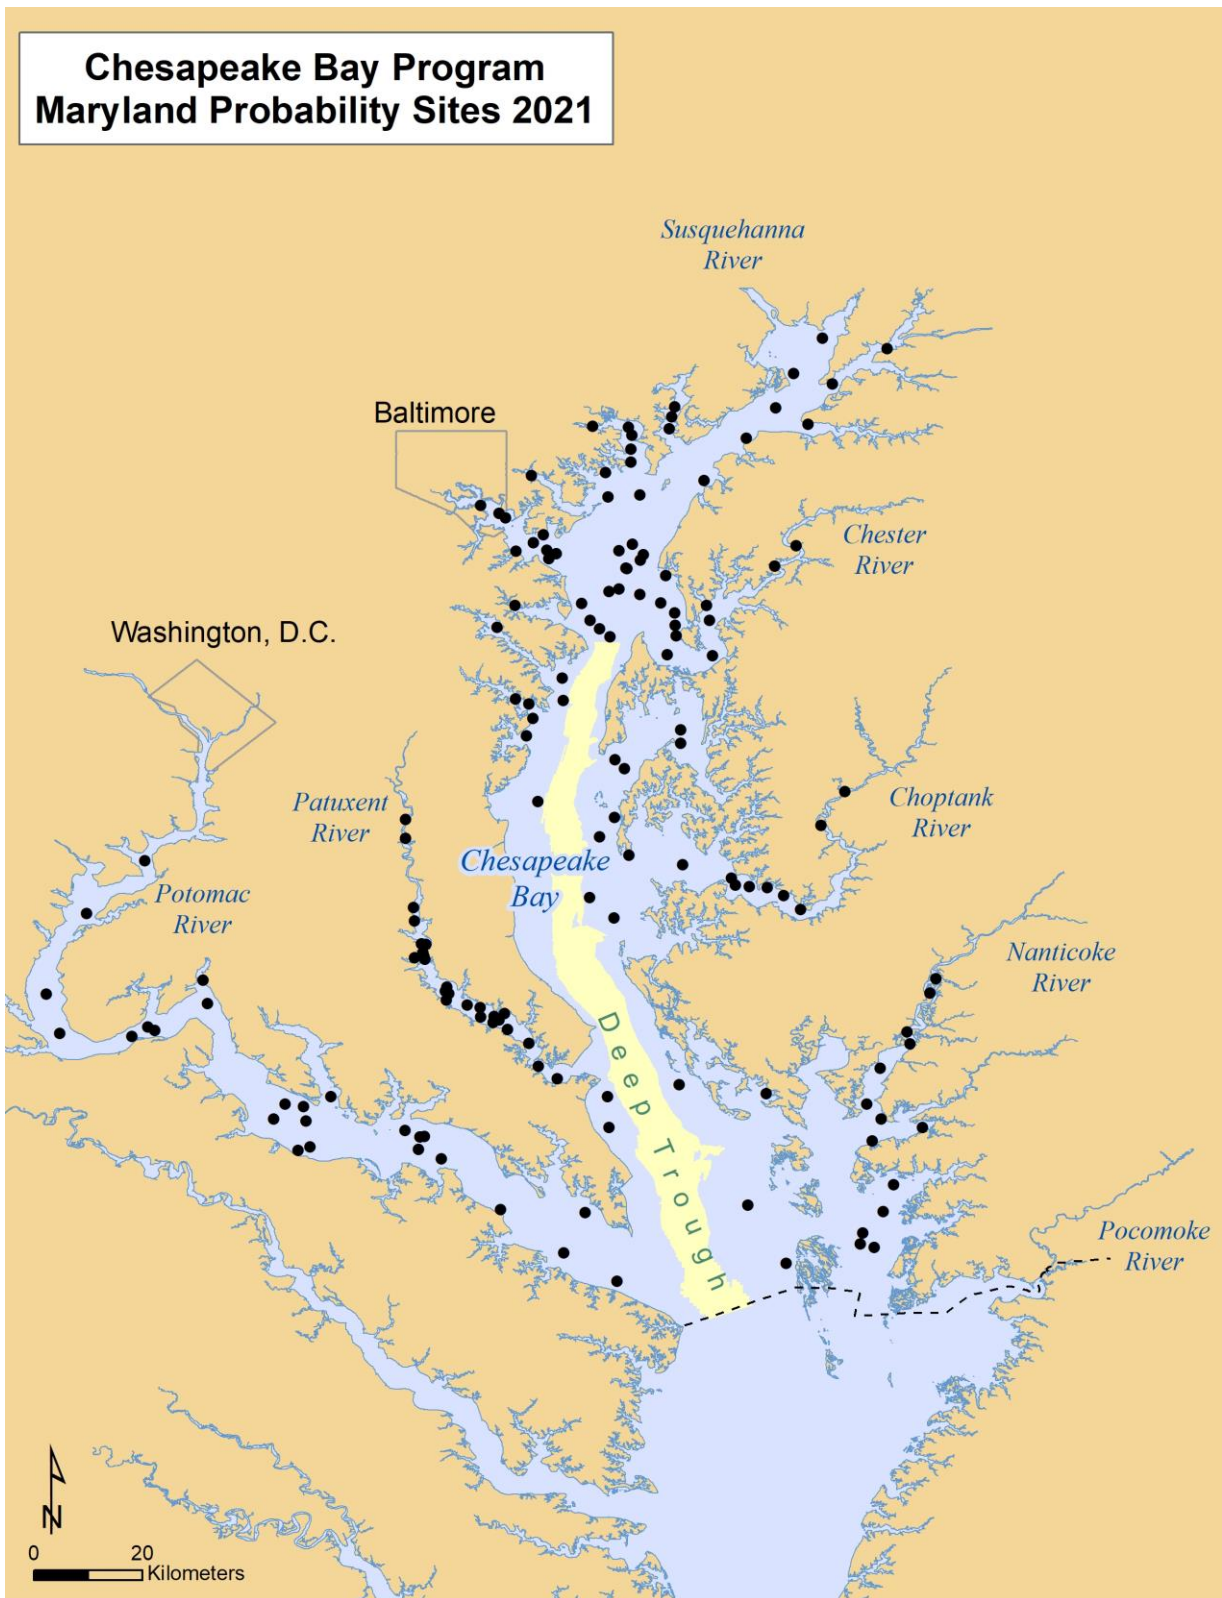 Chesapeake Bay Program
Maryland Probability Sites 2021
Susquehanna
River
Baltimore
Chester
River
Washington, D.C.
Patuxent
River
Choptank
River
Chesapeake
Bay
Potomac
River
Nanticoke
River
Deep Trough
Pocomoke
River
N
0 20
Kilometers